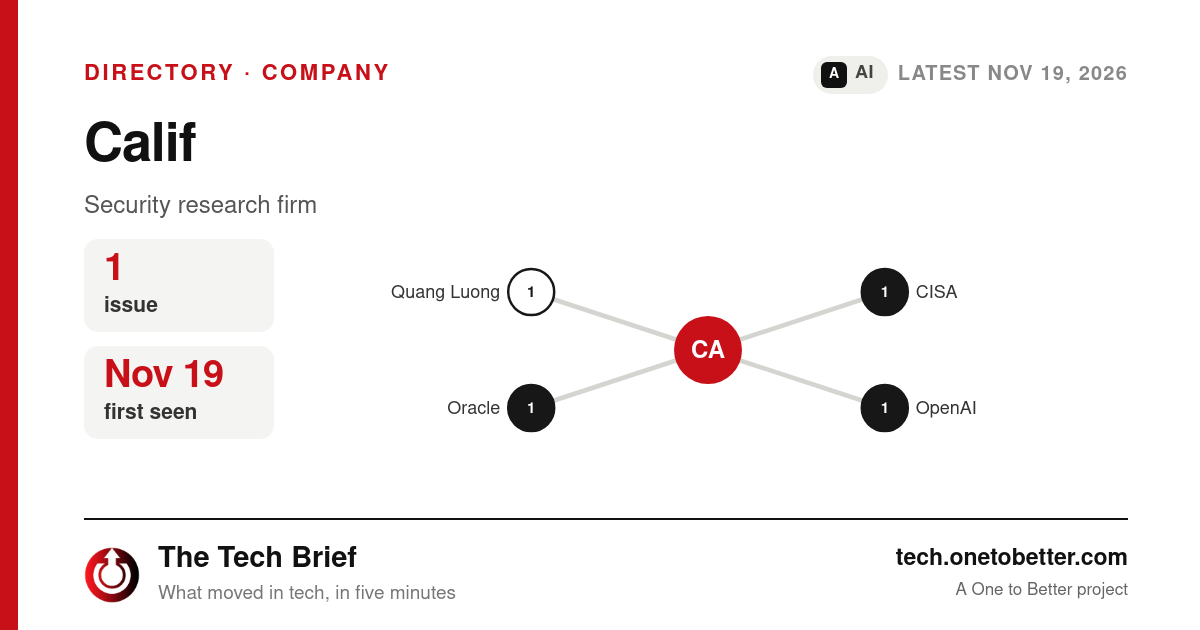 DIRECTORY · COMPANY
A AI LATEST NOV 19, 2026
Calif
Security research firm
1
issue
Nov 19
first seen
Quang Luong 1
1 CISA
CA
Oracle 1
1 OpenAI
The Tech Brief
What moved in tech, in five minutes
tech.onetobetter.com
A One to Better project